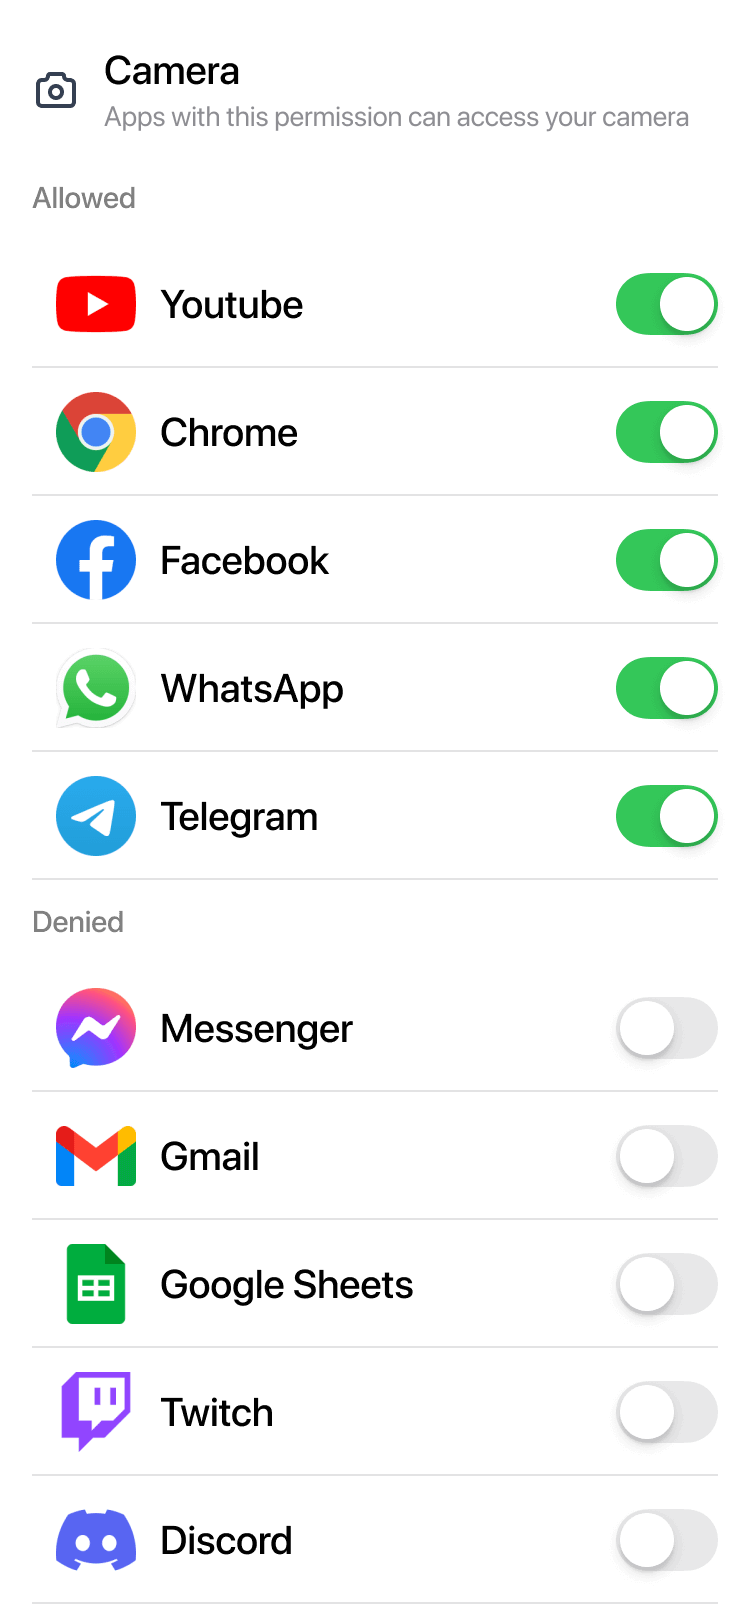 Camera
Apps with this permission can access your camera
Allowed
Youtube
Chrome
Facebook
WhatsApp
Telegram
Denied
Messenger
Gmail
Google Sheets
Twitch
Discord